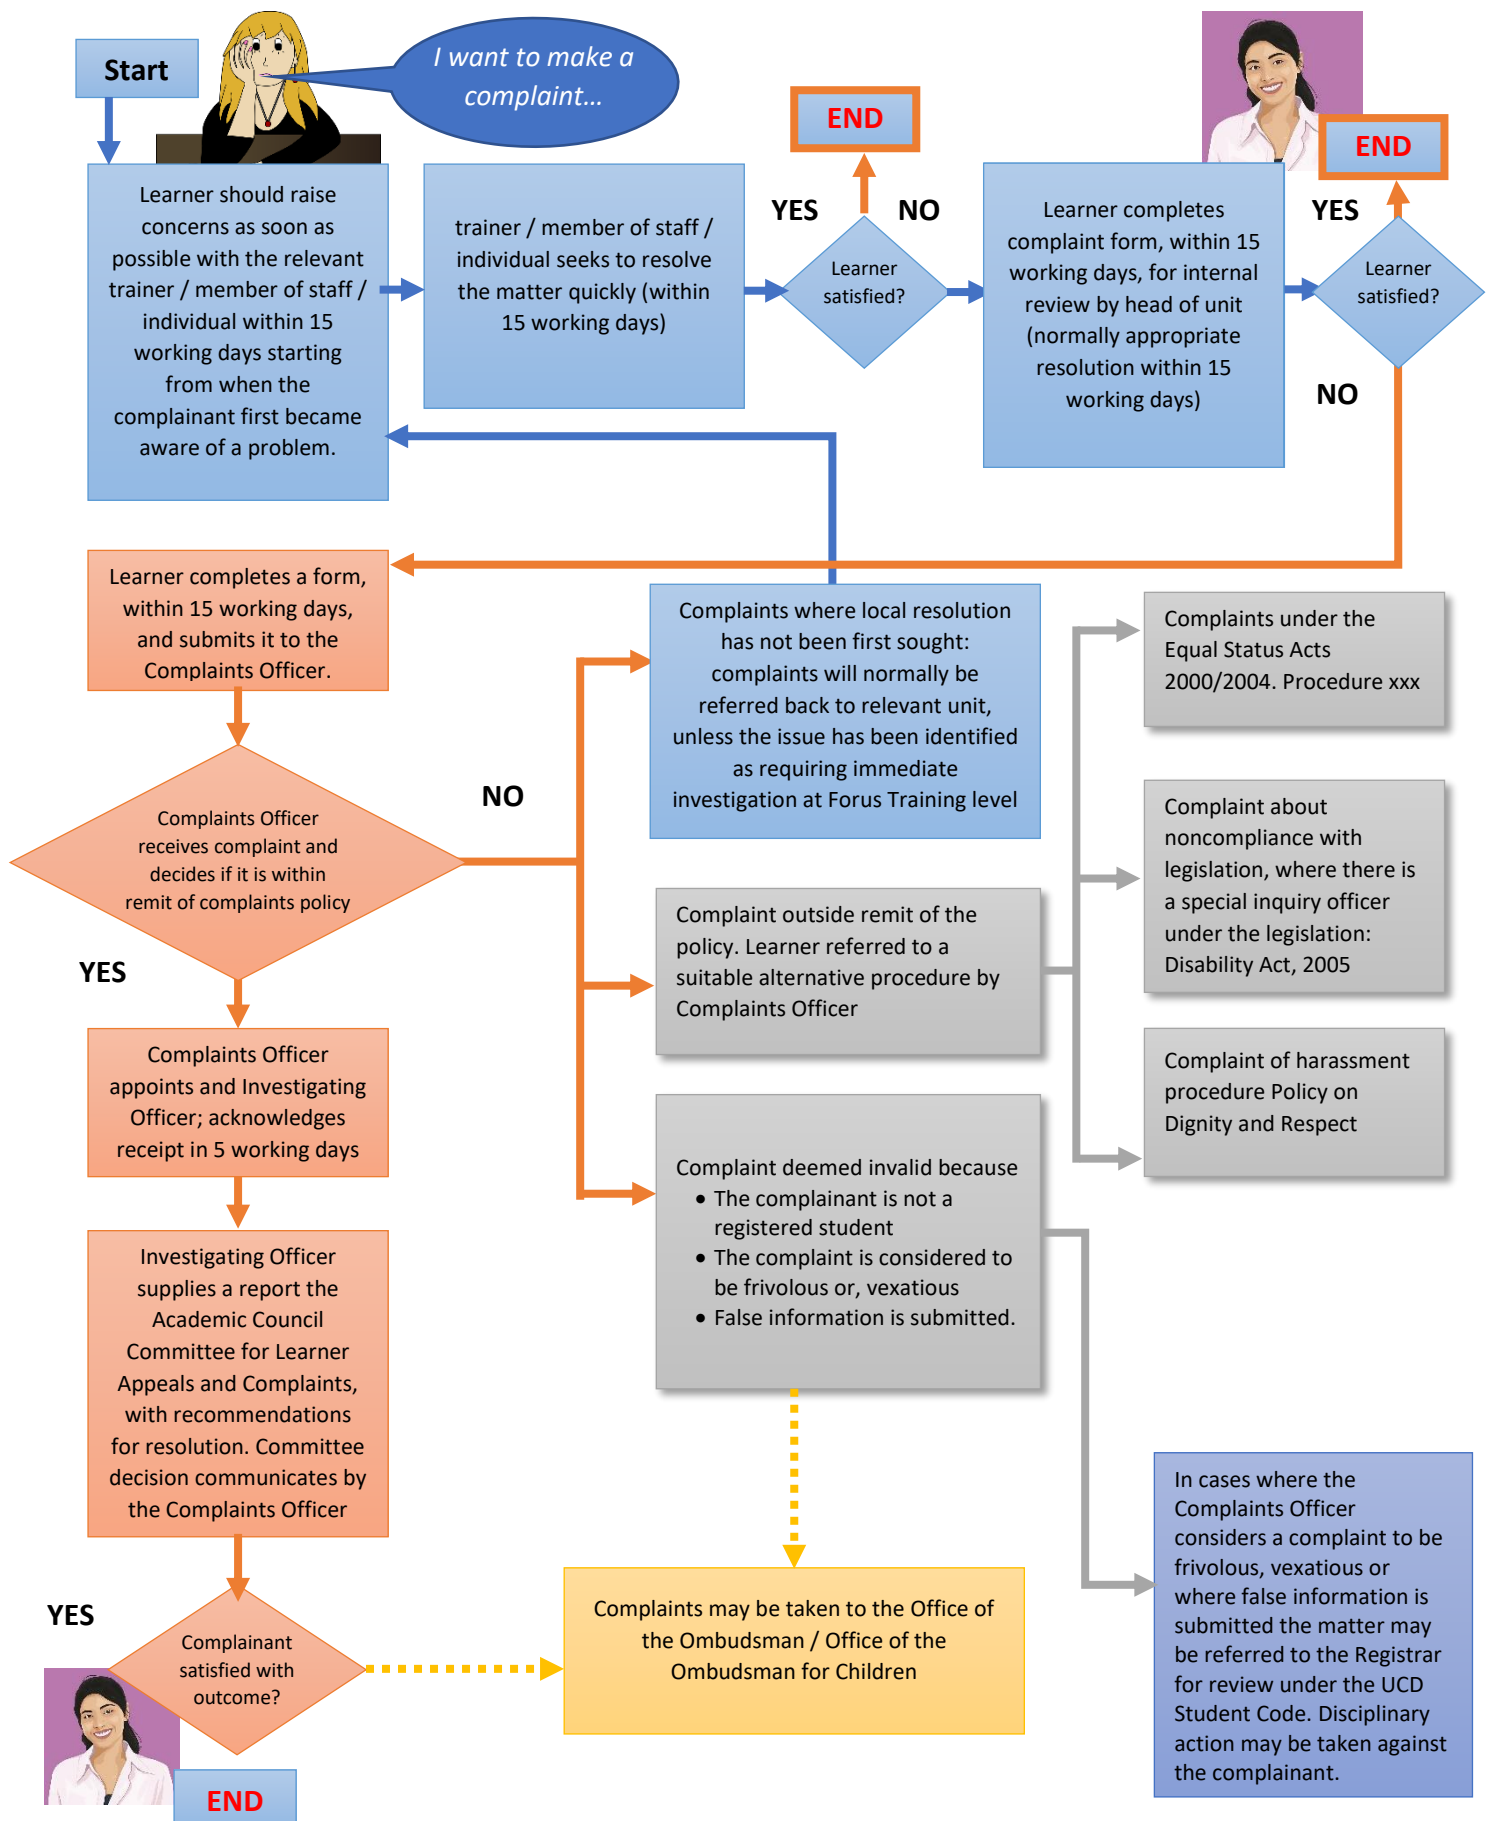 Start
I want to make a
complaint...
END
END
Learner should raise
concerns as soon as
possible with the relevant
trainer / member of staff /
individual within 15
working days starting
from when the
complainant first became
aware of a problem.
trainer / member of staff /
individual seeks to resolve
the matter quickly (within
15 working days)
YES
NO
Learner
satisfied?
Learner completes
complaint form, within 15
working days, for internal
review by head of unit
(normally appropriate
resolution within 15
working days)
YES
Learner
satisfied?
NO
Learner completes a form,
within 15 working days,
and submits it to the
Complaints Officer.
Complaints Officer
receives complaint and
decides if it is within
remit of complaints policy
NO
YES
Complaints where local resolution
has not been first sought:
complaints will normally be
referred back to relevant unit,
unless the issue has been identified
as requiring immediate
investigation at Forus Training level
Complaint outside remit of the
policy. Learner referred to a
suitable alternative procedure by
Complaints Officer
Complaints under the
Equal Status Acts
2000/2004. Procedure xxx
Complaint about
noncompliance with
legislation, where there is
a special inquiry officer
under the legislation:
Disability Act, 2005
Complaint of harassment
procedure Policy on
Dignity and Respect
Complaints Officer
appoints and Investigating
Officer; acknowledges
receipt in 5 working days
Complaint deemed invalid because
• The complainant is not a
registered student
• The complaint is considered to
be frivolous or, vexatious
• False information is submitted.
Investigating Officer
supplies a report the
Academic Council
Committee for Learner
Appeals and Complaints,
with recommendations
for resolution. Committee
decision communicates by
the Complaints Officer
YES
Complainant
satisfied with
outcome?
END
Complaints may be taken to the Office of
the Ombudsman / Office of the
Ombudsman for Children
In cases where the
Complaints Officer
considers a complaint to be
frivolous, vexatious or
where false information is
submitted the matter may
be referred to the Registrar
for review under the UCD
Student Code. Disciplinary
action may be taken against
the complainant.